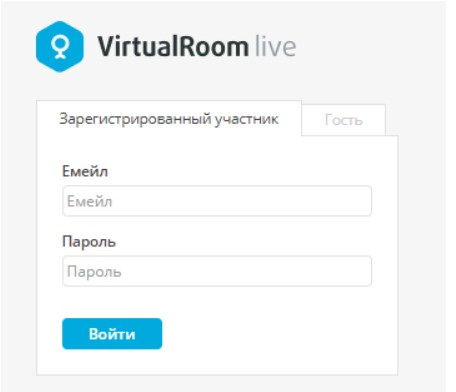 VirtualRoom live
Зарегистрированный участник
Гость
Емейл
Емейл
Пароль
Пароль
Войти